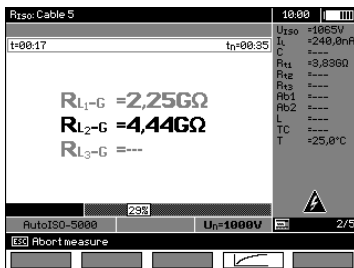 Riso: Cable 5 10:00
Uiso =1065V
t=00:17 tn=00:35 IL =240,0nA
C =---
Rt1 =3,83GΩ
Rt2 =---
Rt3 =---
Ab1 =---
Ab2 =---
L =---
TC =---
T =25,0°C
RL1-G =2,25GΩ
RL2-G =4,44GΩ
RL3-G =---
29%
AutoISO-5000 Un=1000V 2/5
ESC Abort measure